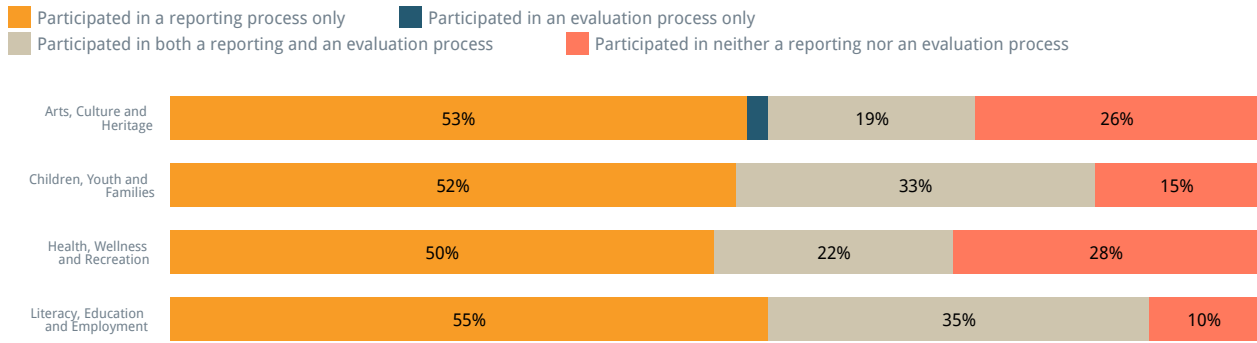 Participated in a reporting process only
Participated in an evaluation process only
Participated in both a reporting and an evaluation process
Participated in neither a reporting nor an evaluation process
Arts, Culture and
Heritage
53%
19%
26%
Children, Youth and
Families
52%
33%
15%
Health, Wellness
and Recreation
50%
22%
28%
Literacy, Education
and Employment
55%
35%
10%